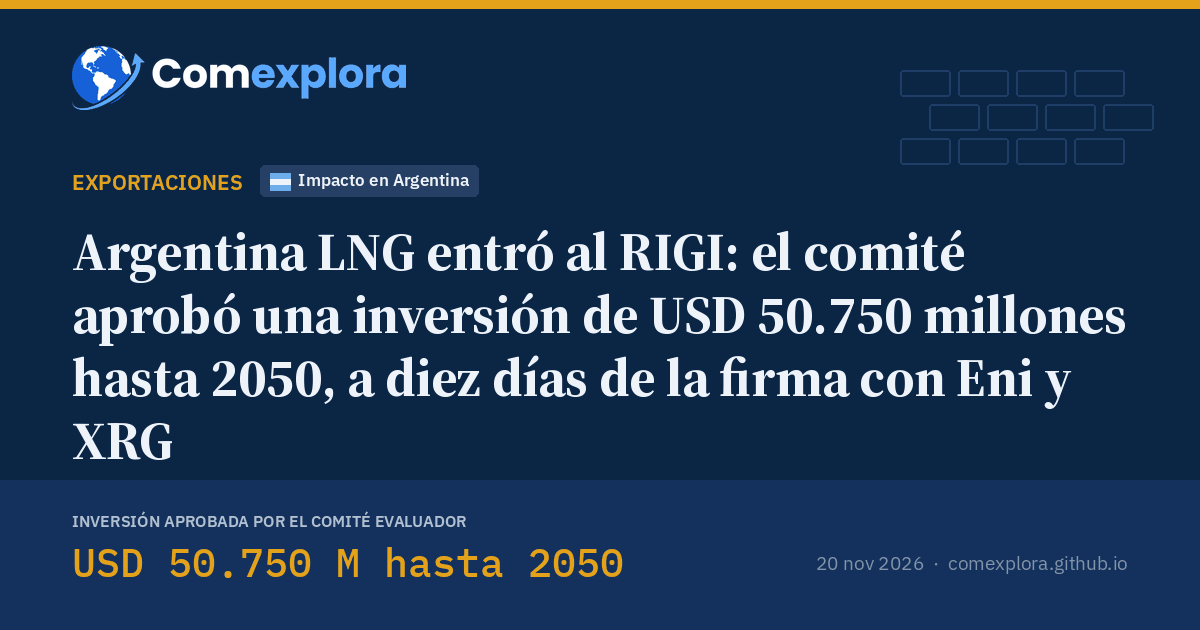 Comexplora
EXPORTACIONES
Impacto en Argentina
Argentina LNG entró al RIGI: el comité
aprobó una inversión de USD 50.750 millones
hasta 2050, a diez días de la firma con Eni y
XRG
INVERSIÓN APROBADA POR EL COMITÉ EVALUADOR
USD 50.750 M hasta 2050
20 nov 2026 · comexplora.github.io